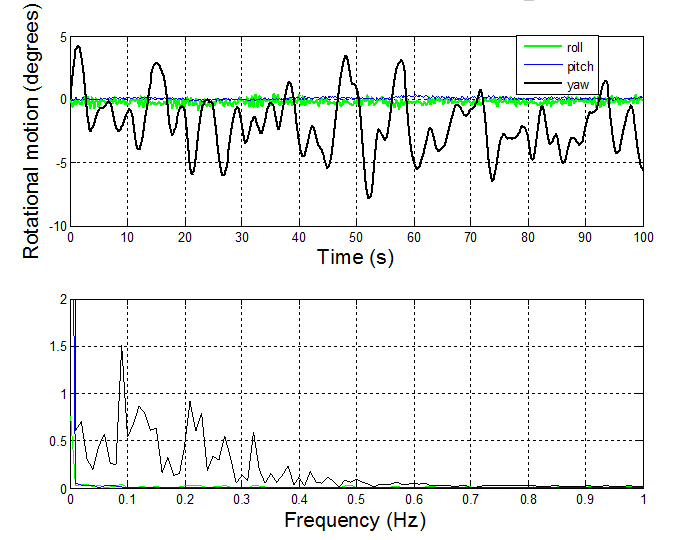 Rotational motion (degrees)
5
0
-5
-10
roll
pitch
yaw
0 10 20 30 40 50 60 70 80 90 100
Time (s)
2
1.5
1
0.5
0
0 0.1 0.2 0.3 0.4 0.5 0.6 0.7 0.8 0.9 1
Frequency (Hz)